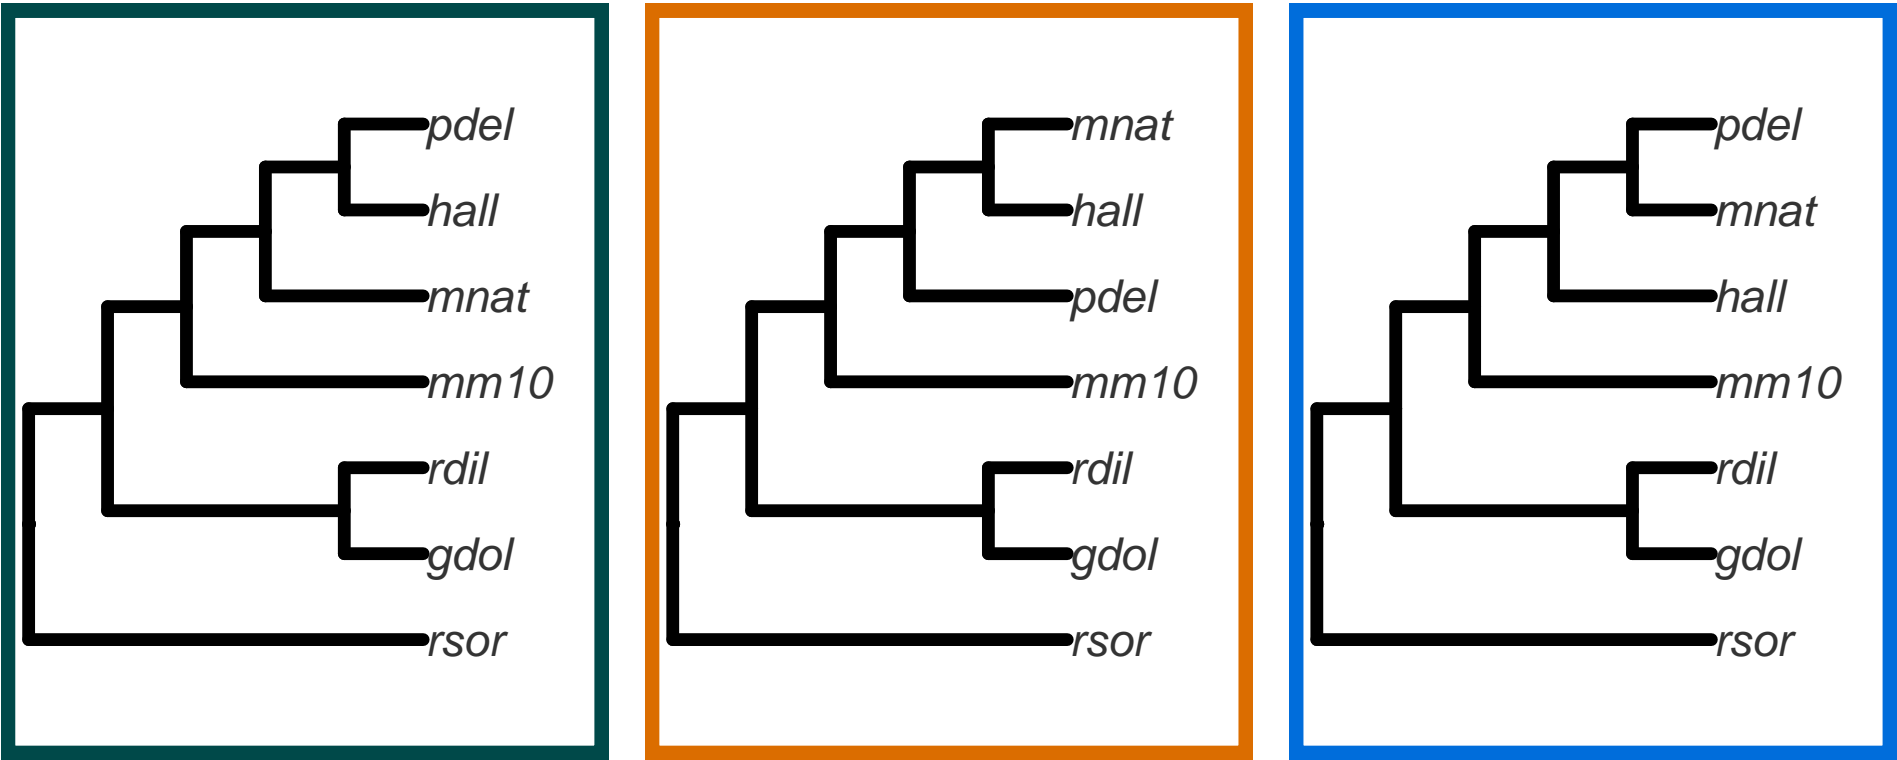 pdel
hall
mnat
mm10
rdil
gdol
rsor
mnat
hall
pdel
mm10
rdil
gdol
rsor
pdel
mnat
hall
mm10
rdil
gdol
rsor